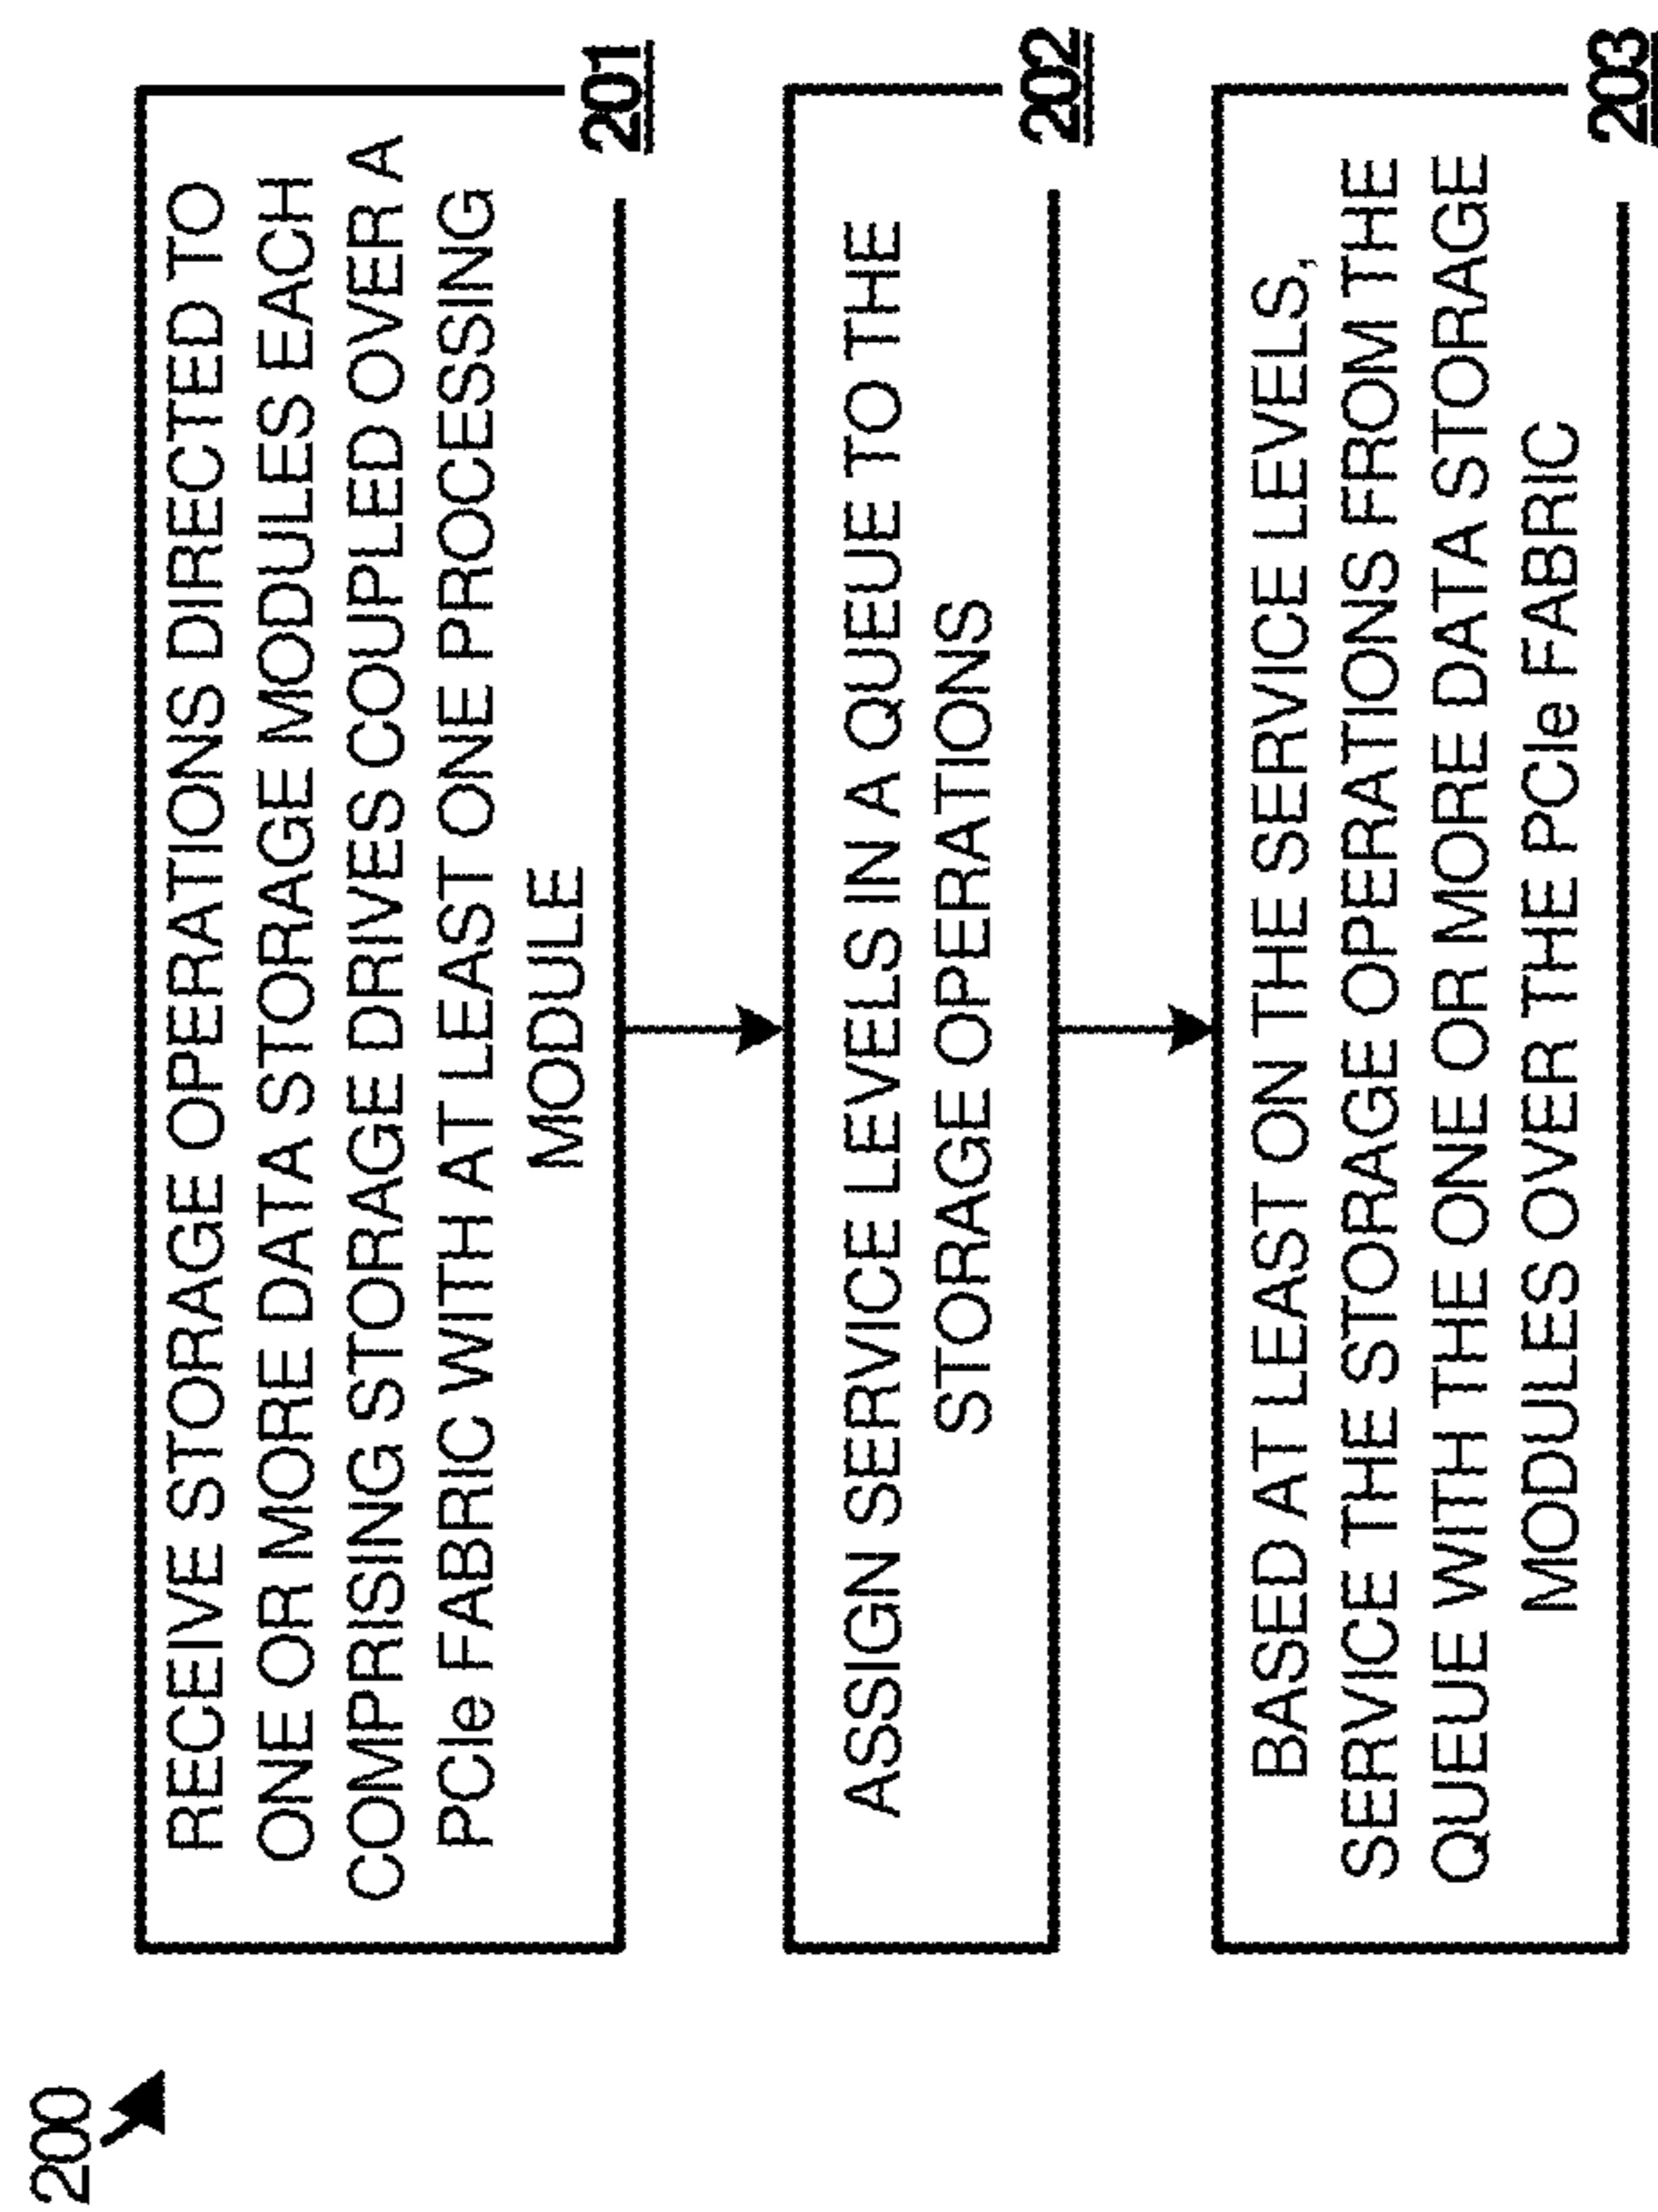 200
RECEIVE STORAGE OPERATIONS DIRECTED TO
ONE OR MORE DATA STORAGE MODULES EACH
COMPRISING STORAGE DRIVES COUPLED OVER A
PCIe FABRIC WITH AT LEAST ONE PROCESSING
MODULE
201
ASSIGN SERVICE LEVELS IN A QUEUE TO THE
STORAGE OPERATIONS
202
BASED AT LEAST ON THE SERVICE LEVELS,
SERVICE THE STORAGE OPERATIONS FROM THE
QUEUE WITH THE ONE OR MORE DATA STORAGE
MODULES OVER THE PCIe FABRIC
203